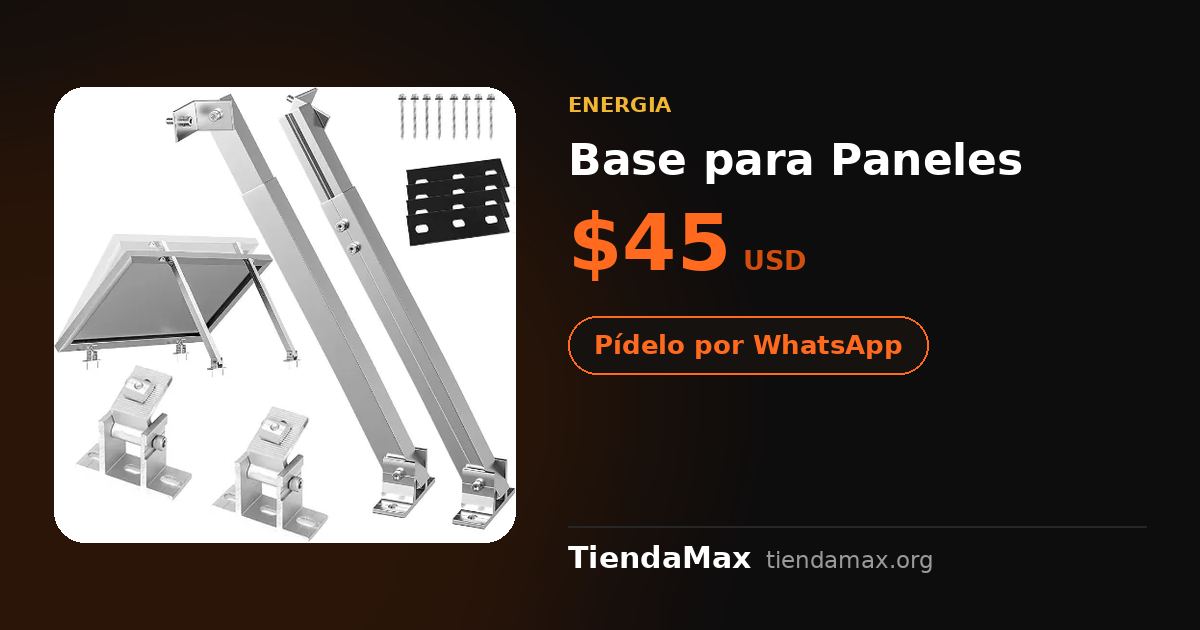 ENERGIA
Base para Paneles
$45 USD
Pídelo por WhatsApp
TiendaMax tiendamax.org